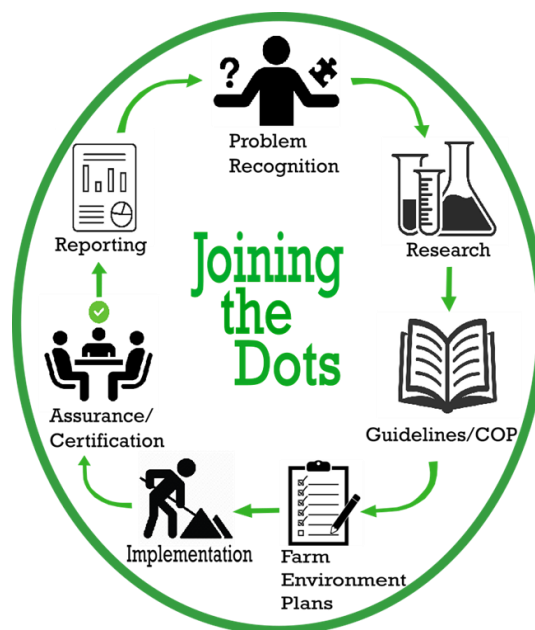 ?
Problem
Recognition
Research
Guidelines/COP
Farm
Environment
Plans
Implementation
Assurance/
Certification
Reporting
Joining
the
Dots